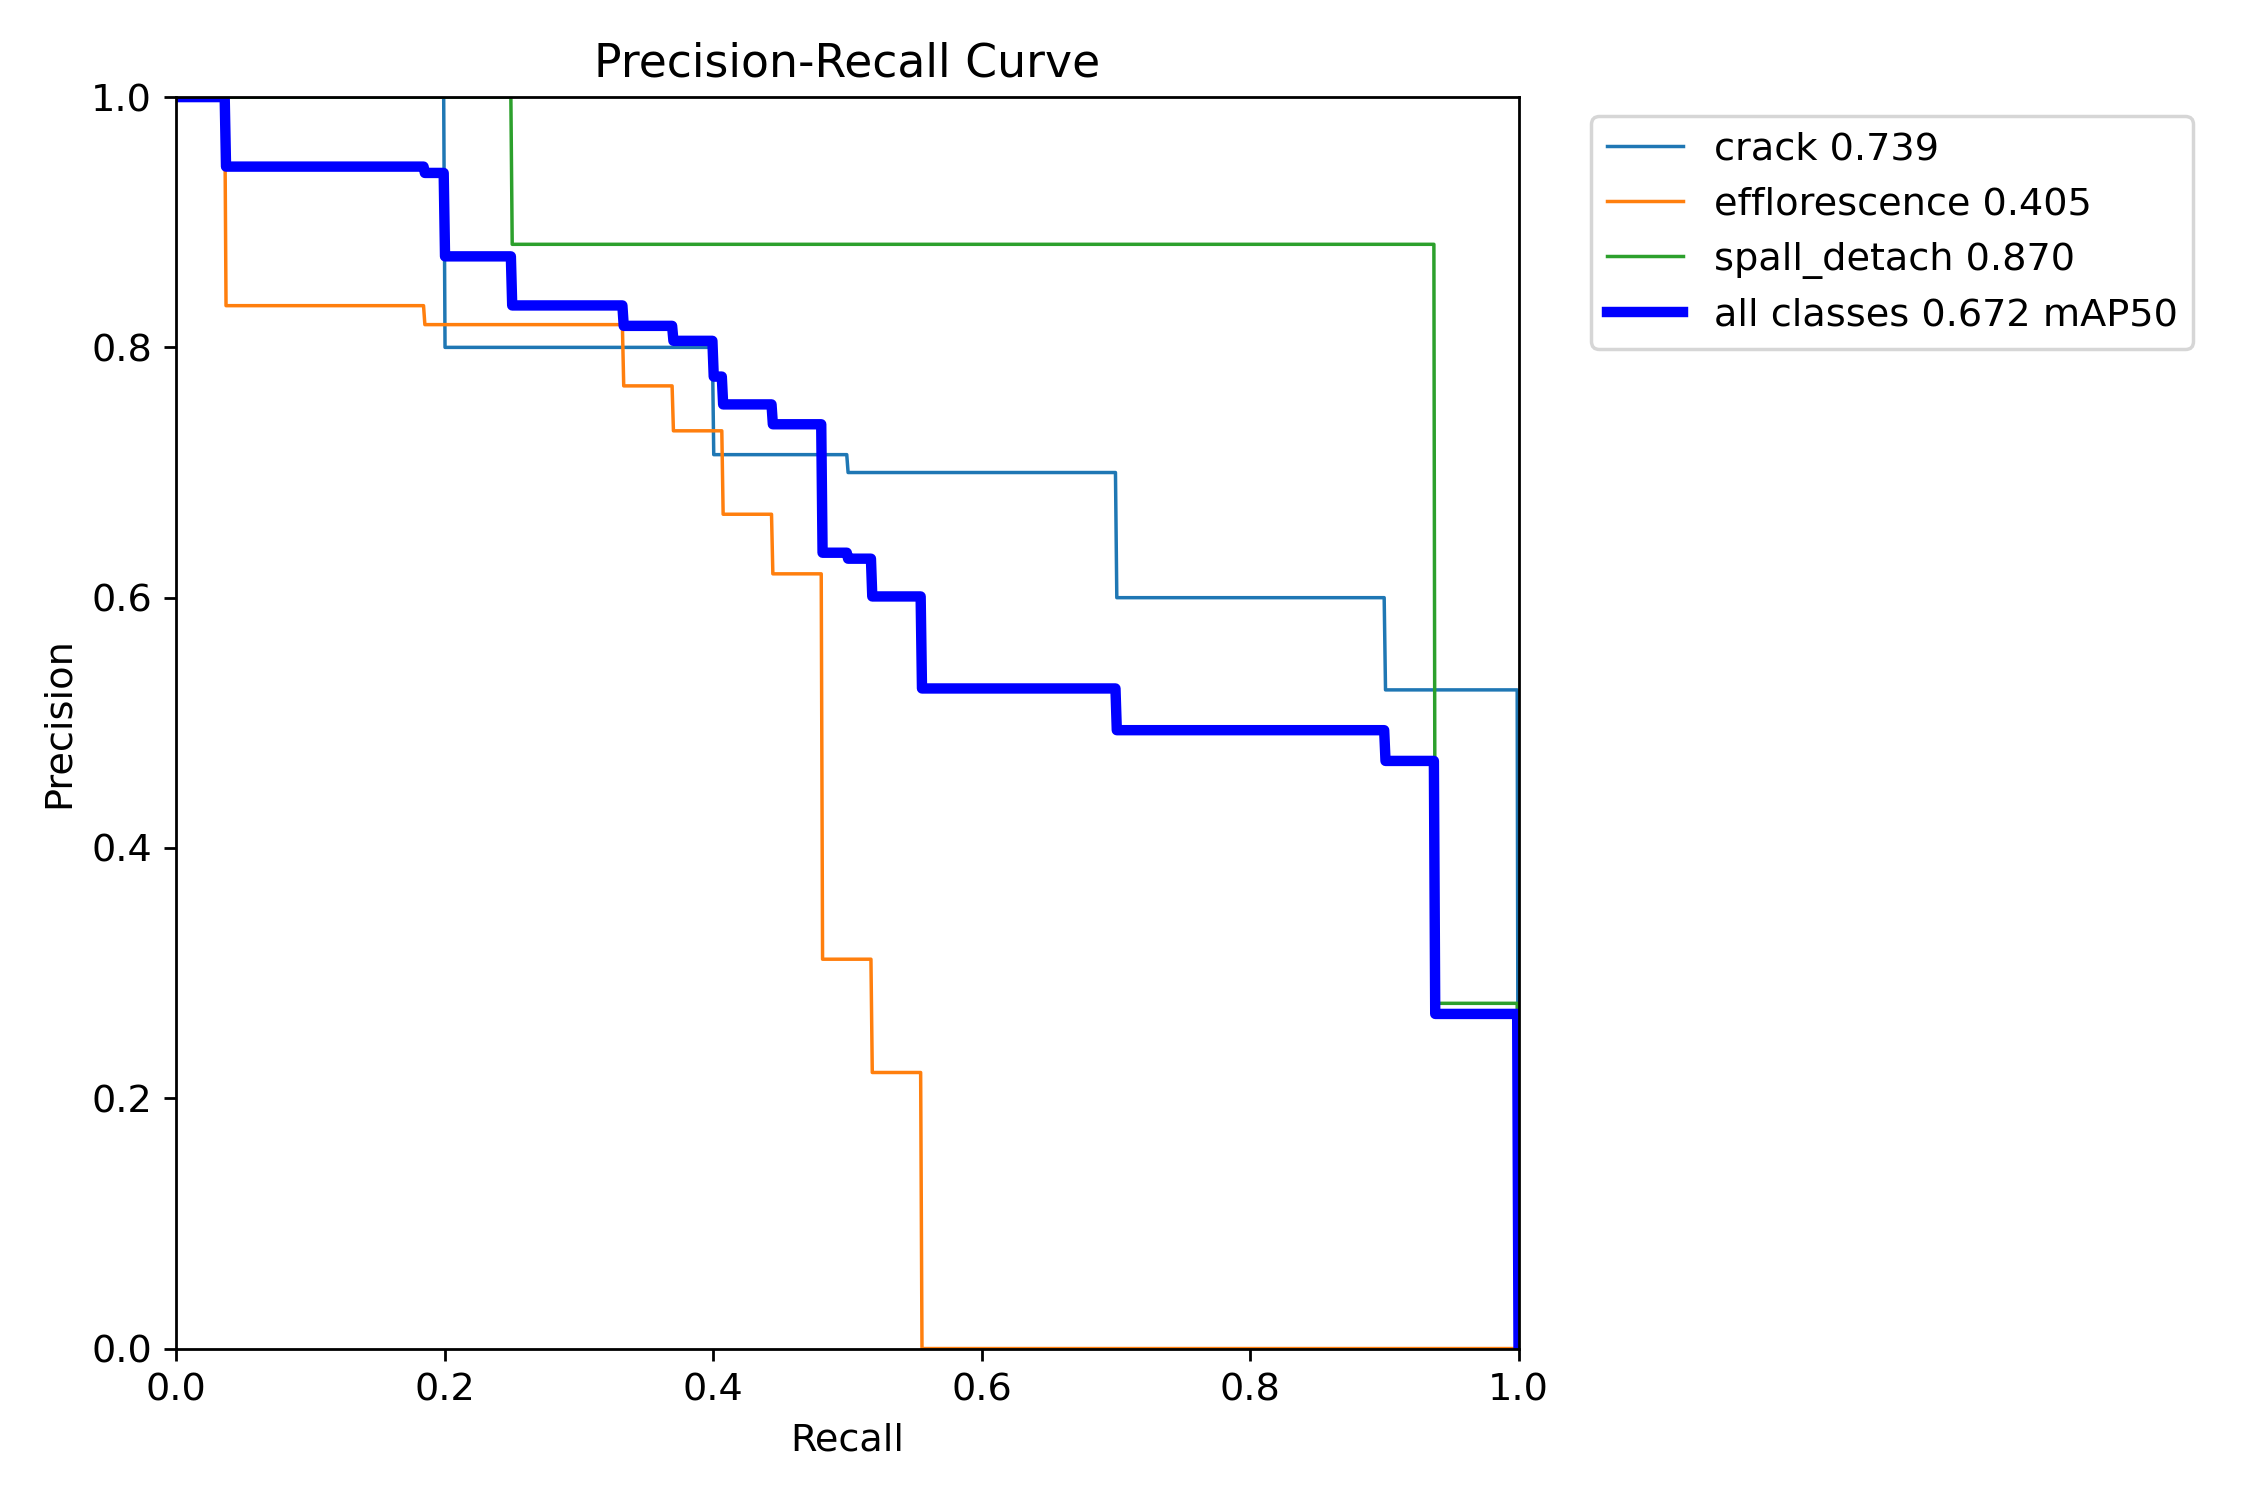 Precision-Recall Curve
1.0
0.8
0.6
0.4
0.2
0.0
Precision
0.0 0.2 0.4 0.6 0.8 1.0
Recall
crack 0.739
efflorescence 0.405
spall_detach 0.870
all classes 0.672 mAP50